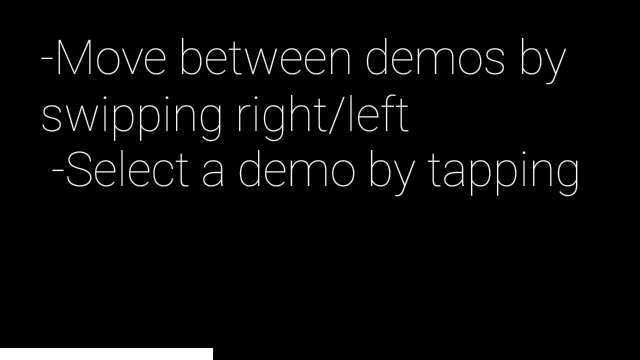 -Move between demos by
swipping right/left
-Select a demo by tapping